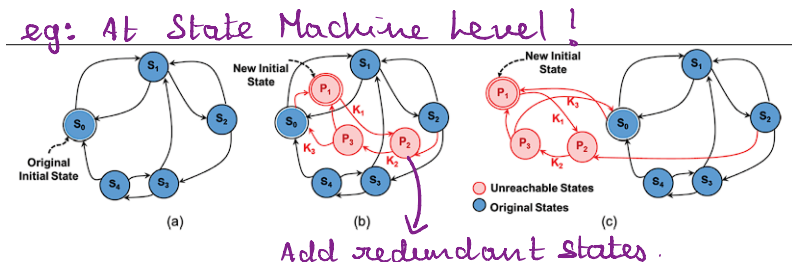 eg: At State Machine Level!
S1
S0
S2
S4
S3
Original
Initial State
(a)
New Initial
State
S1
P1
K1
S0
S2
P3
P2
K3
K2
S4
S3
(b)
New Initial
State
S1
P1
K3
K1
S0
S2
P3
P2
K2
S4
S3
Unreachable States
Original States
(c)
Add redundant states.